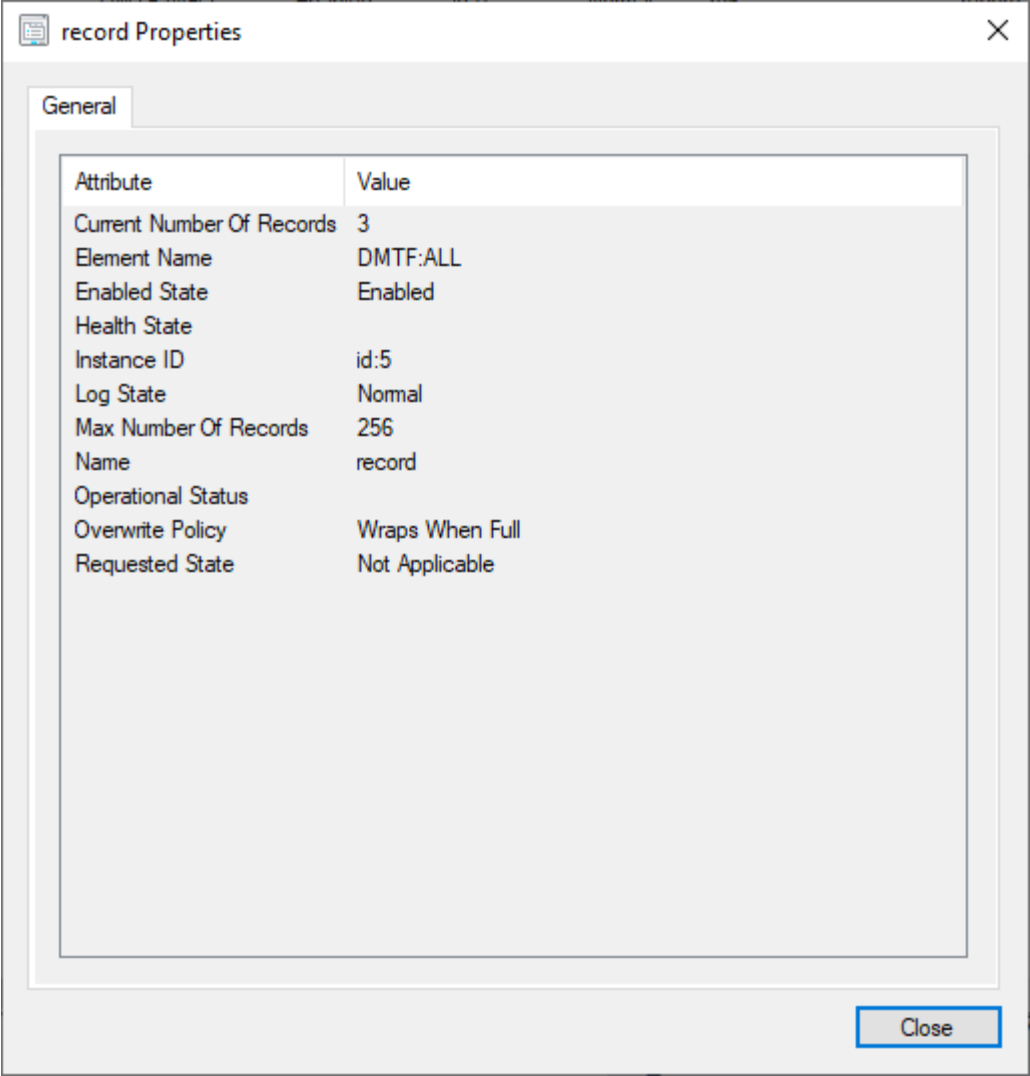 record Properties
General
Attribute Value
Current Number Of Records 3
Element Name DMTF:ALL
Enabled State Enabled
Health State
Instance ID id:5
Log State Normal
Max Number Of Records 256
Name record
Operational Status
Overwrite Policy Wraps When Full
Requested State Not Applicable
Close